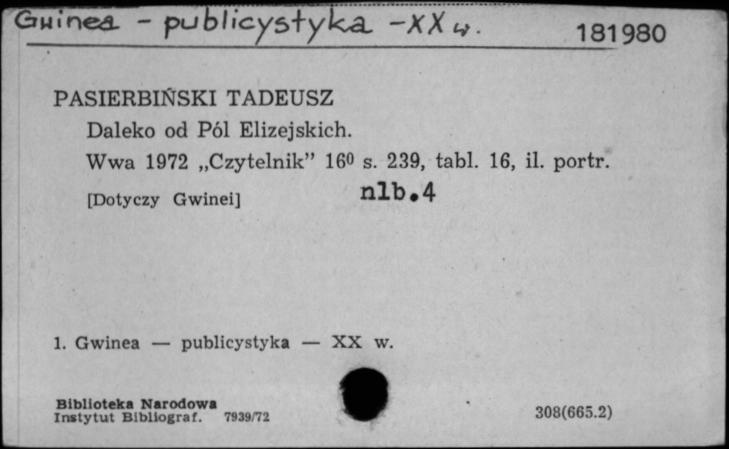 Gwinea - publicystyka - XX w. 181980
PASIERBIŃSKI TADEUSZ
Daleko od Pól Elizejskich.
Wwa 1972 „Czytelnik” 16⁰ s. 239, tabl. 16, il. portr.
[Dotyczy Gwinei] nlb.4
1. Gwinea — publicystyka — XX w.
Biblioteka Narodowa
Instytut Bibliograf. 7939/72 308(665.2)